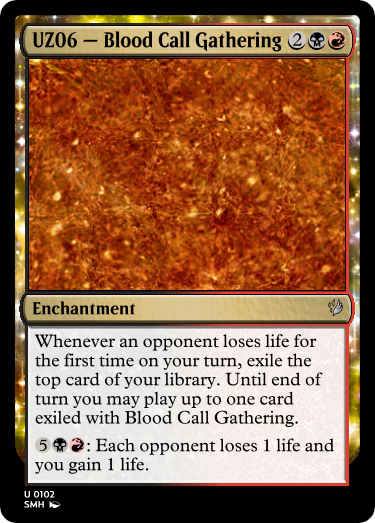 UZ06 — Blood Call Gathering 2
Enchantment
Whenever an opponent loses life for
the first time on your turn, exile the
top card of your library. Until end of
turn you may play up to one card
exiled with Blood Call Gathering.
5: Each opponent loses 1 life and
you gain 1 life.
U 0102
SMH